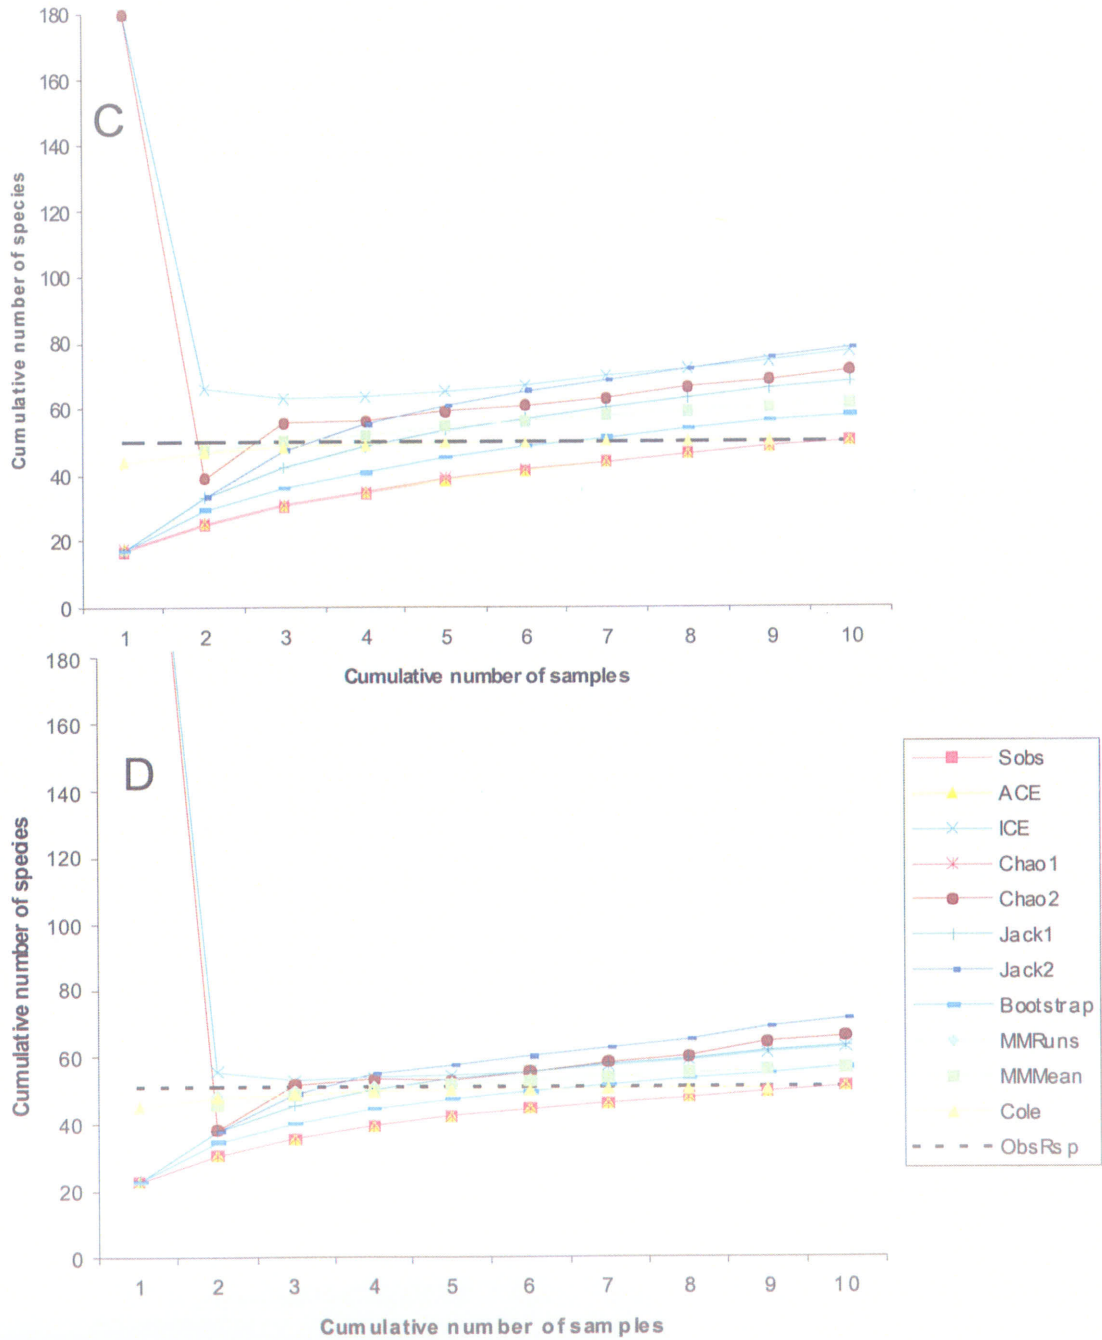 180
160
140
120
100
80
60
40
20
0
C
Cumulative number of species
1 2 3 4 5 6 7 8 9 10
Cumulative number of samples
180
160
140
120
100
80
60
40
20
0
D
Cumulative number of species
1 2 3 4 5 6 7 8 9 10
Cumulative number of samples
Sobs
ACE
ICE
Chao1
Chao2
Jack1
Jack2
Bootstrap
MMRuns
MMMean
Cole
ObsRsp